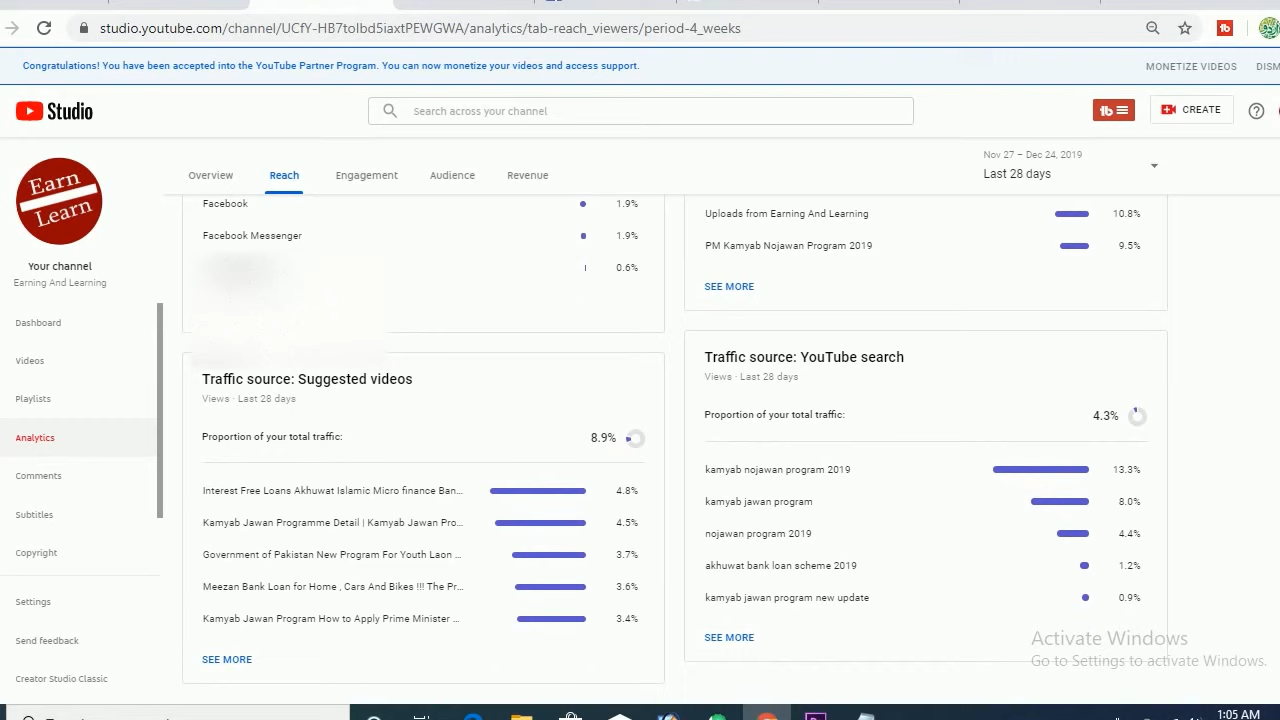 studio.youtube.com/channel/UCfY-HB7toIbd5iaxtPEWGWA/analytics/tab-reach_viewers/period-4_weeks
Congratulations! You have been accepted into the YouTube Partner Program. You can now monetize your videos and access support.
MONETIZE VIDEOS
Studio
Search across your channel
tb
CREATE
Earn
Learn
Your channel
Earning And Learning
Dashboard
Videos
Playlists
Analytics
Comments
Subtitles
Copyright
Settings
Send feedback
Creator Studio Classic
Overview
Reach
Engagement
Audience
Revenue
Nov 27 – Dec 24, 2019
Last 28 days
Facebook 1.9%
Facebook Messenger 1.9%
0.6%
Uploads from Earning And Learning 10.8%
PM Kamyab Nojawan Program 2019 9.5%
SEE MORE
Traffic source: Suggested videos
Views · Last 28 days
Proportion of your total traffic: 8.9%
Interest Free Loans Akhuwat Islamic Micro finance Ban... 4.8%
Kamyab Jawan Programme Detail | Kamyab Jawan Pro... 4.5%
Government of Pakistan New Program For Youth Laon ... 3.7%
Meezan Bank Loan for Home , Cars And Bikes !!! The Pr... 3.6%
Kamyab Jawan Program How to Apply Prime Minister ... 3.4%
SEE MORE
Traffic source: YouTube search
Views · Last 28 days
Proportion of your total traffic: 4.3%
kamyab nojawan program 2019 13.3%
kamyab jawan program 8.0%
nojawan program 2019 4.4%
akhuwat bank loan scheme 2019 1.2%
kamyab jawan program new update 0.9%
SEE MORE
Activate Windows
Go to Settings to activate Windows.
1:05 AM